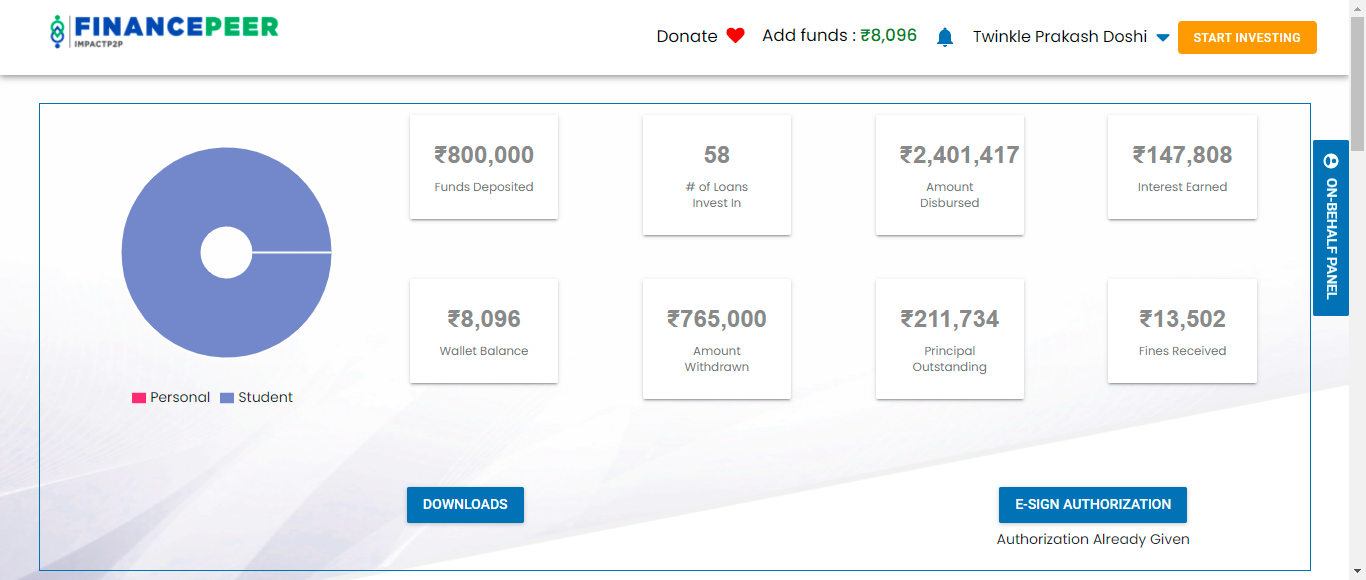 FINANCEPEER
IMPACTP2P
Donate
Add funds : ₹8,096
Twinkle Prakash Doshi
START INVESTING
₹800,000
Funds Deposited
58
# of Loans
Invest In
₹2,401,417
Amount
Disbursed
₹147,808
Interest Earned
ON-BEHALF PANEL
₹8,096
Wallet Balance
₹765,000
Amount
Withdrawn
₹211,734
Principal
Outstanding
₹13,502
Fines Received
Personal
Student
DOWNLOADS
E-SIGN AUTHORIZATION
Authorization Already Given